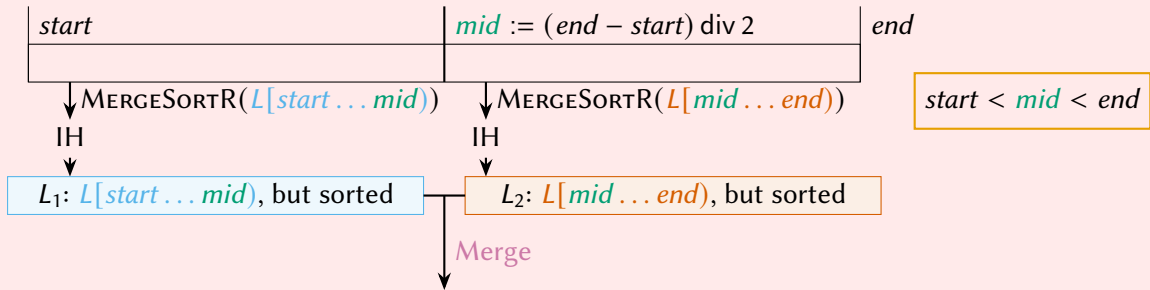 start mid := (end − start) div 2 end
MERGESORTR(L[start … mid)) MERGESORTR(L[mid … end)) start < mid < end
IH IH
L₁: L[start … mid), but sorted L₂: L[mid … end), but sorted
Merge